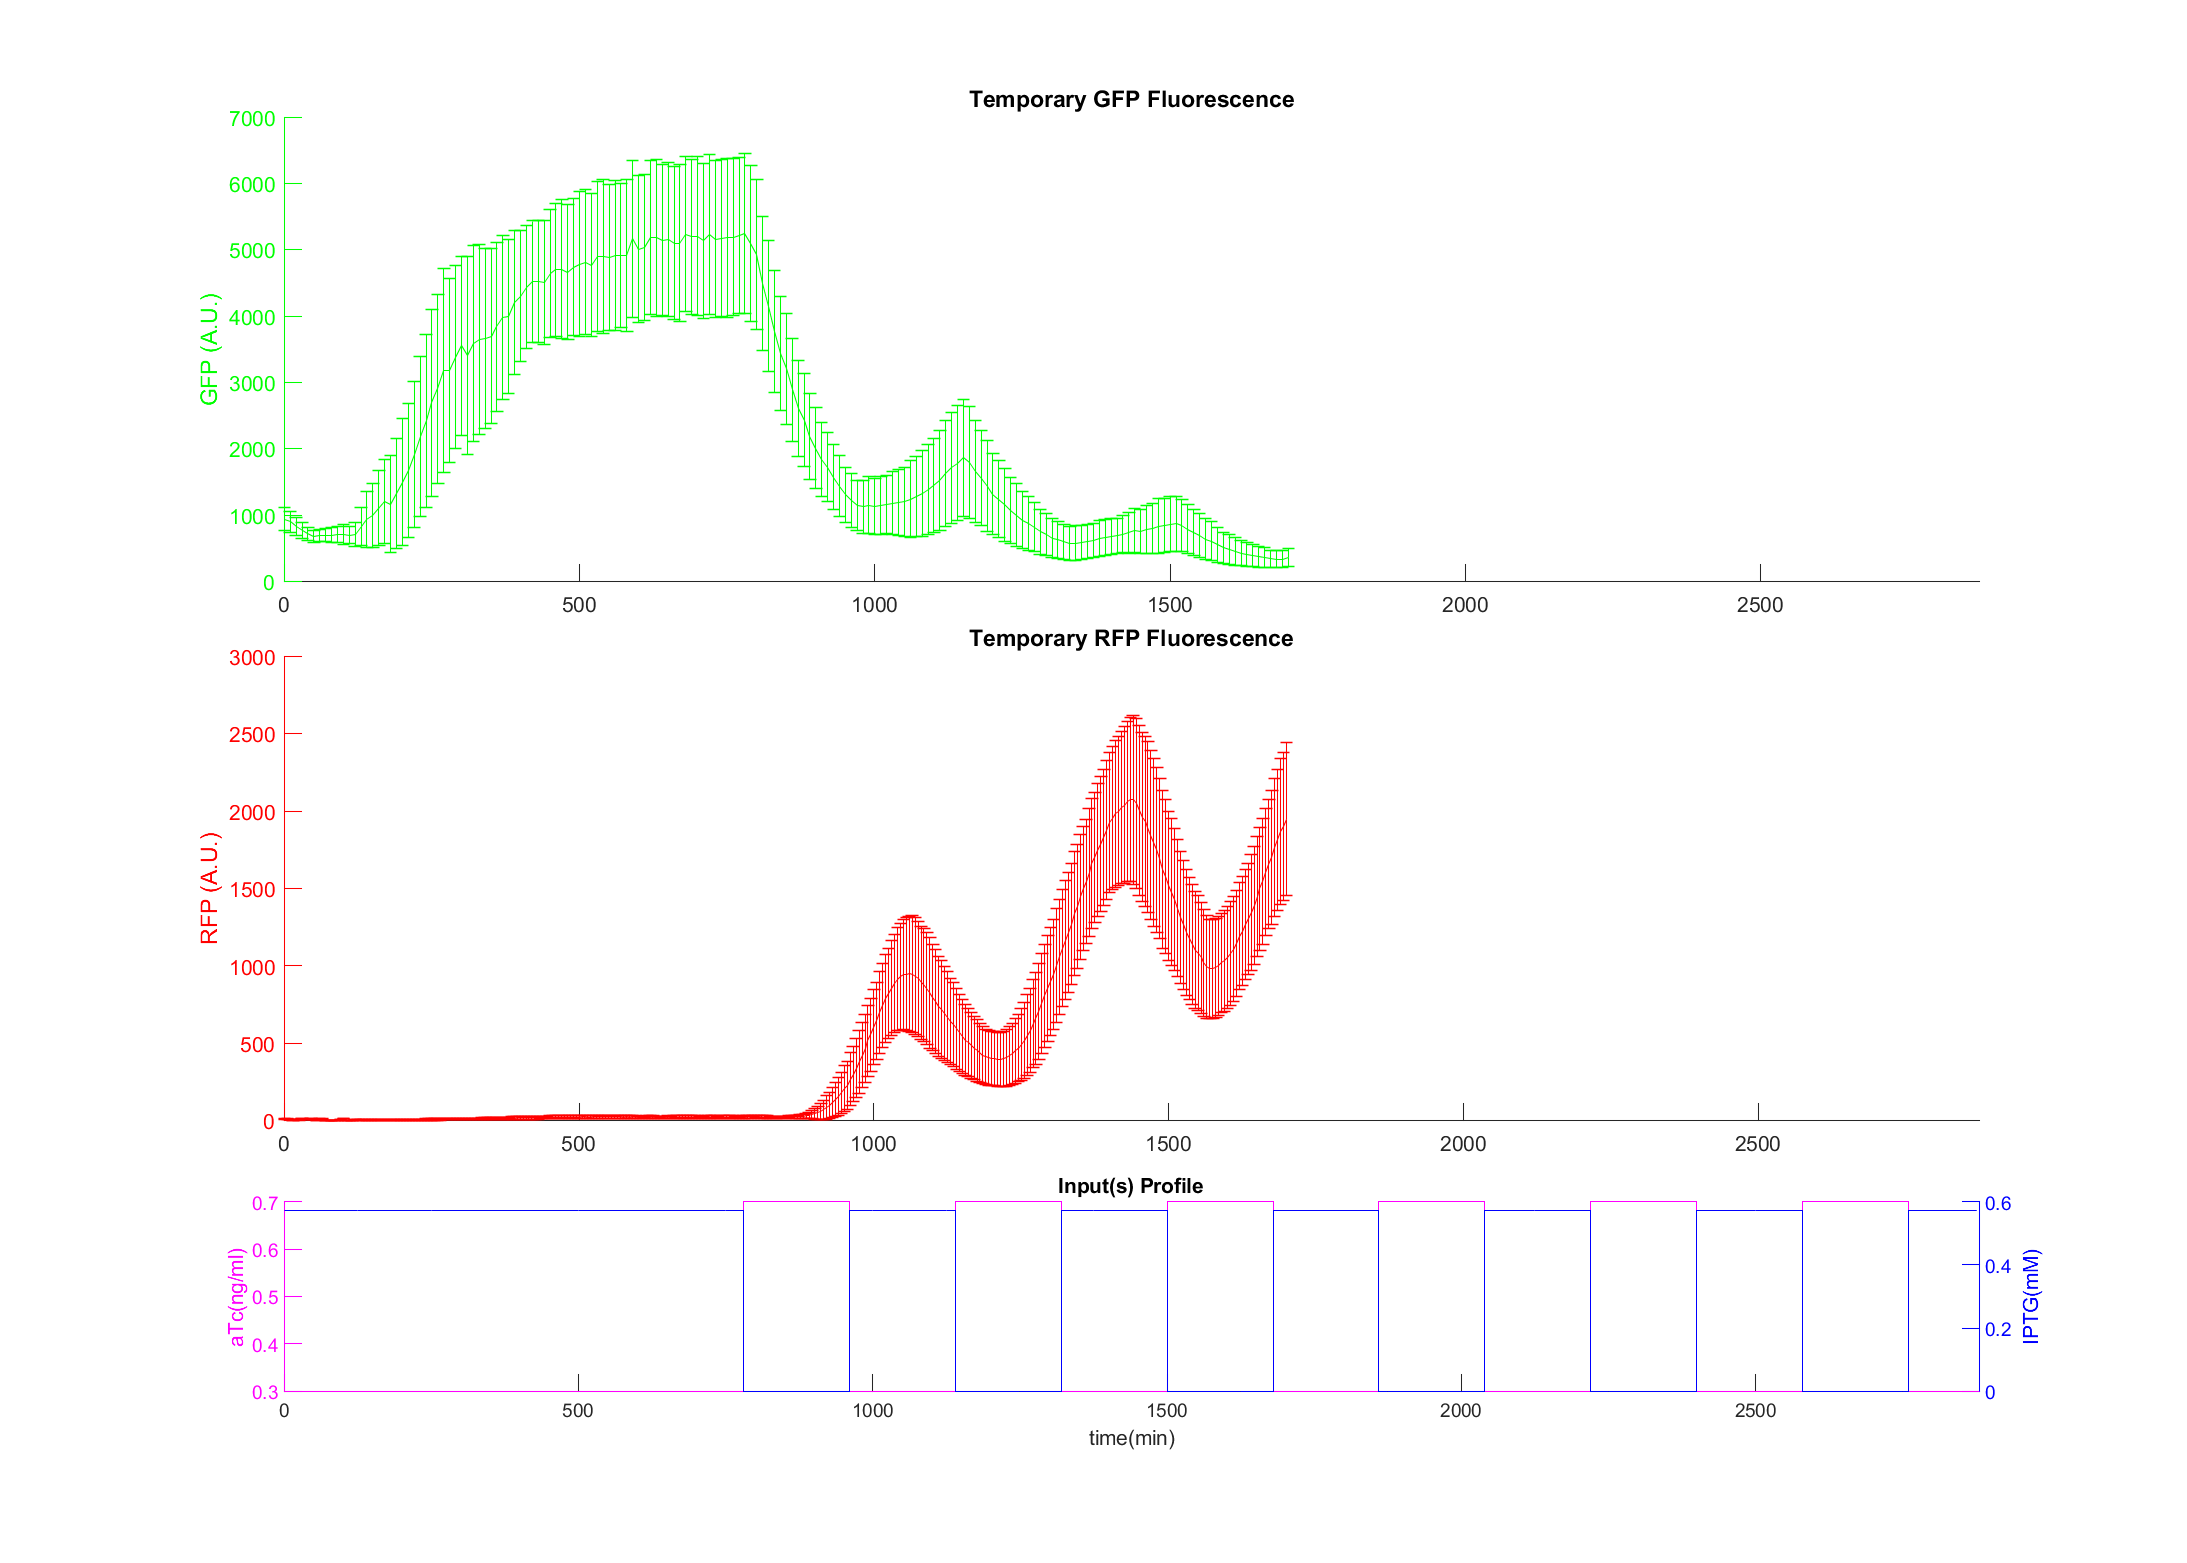 Temporary GFP Fluorescence
7000
6000
5000
4000
3000
2000
1000
0
GFP (A.U.)
0 500 1000 1500 2000 2500
Temporary RFP Fluorescence
3000
2500
2000
1500
1000
500
0
RFP (A.U.)
0 500 1000 1500 2000 2500
Input(s) Profile
0.7
0.6
0.5
0.4
0.3
aTc(ng/ml)
0.6
0.4
0.2
0
IPTG(mM)
0 500 1000 1500 2000 2500
time(min)